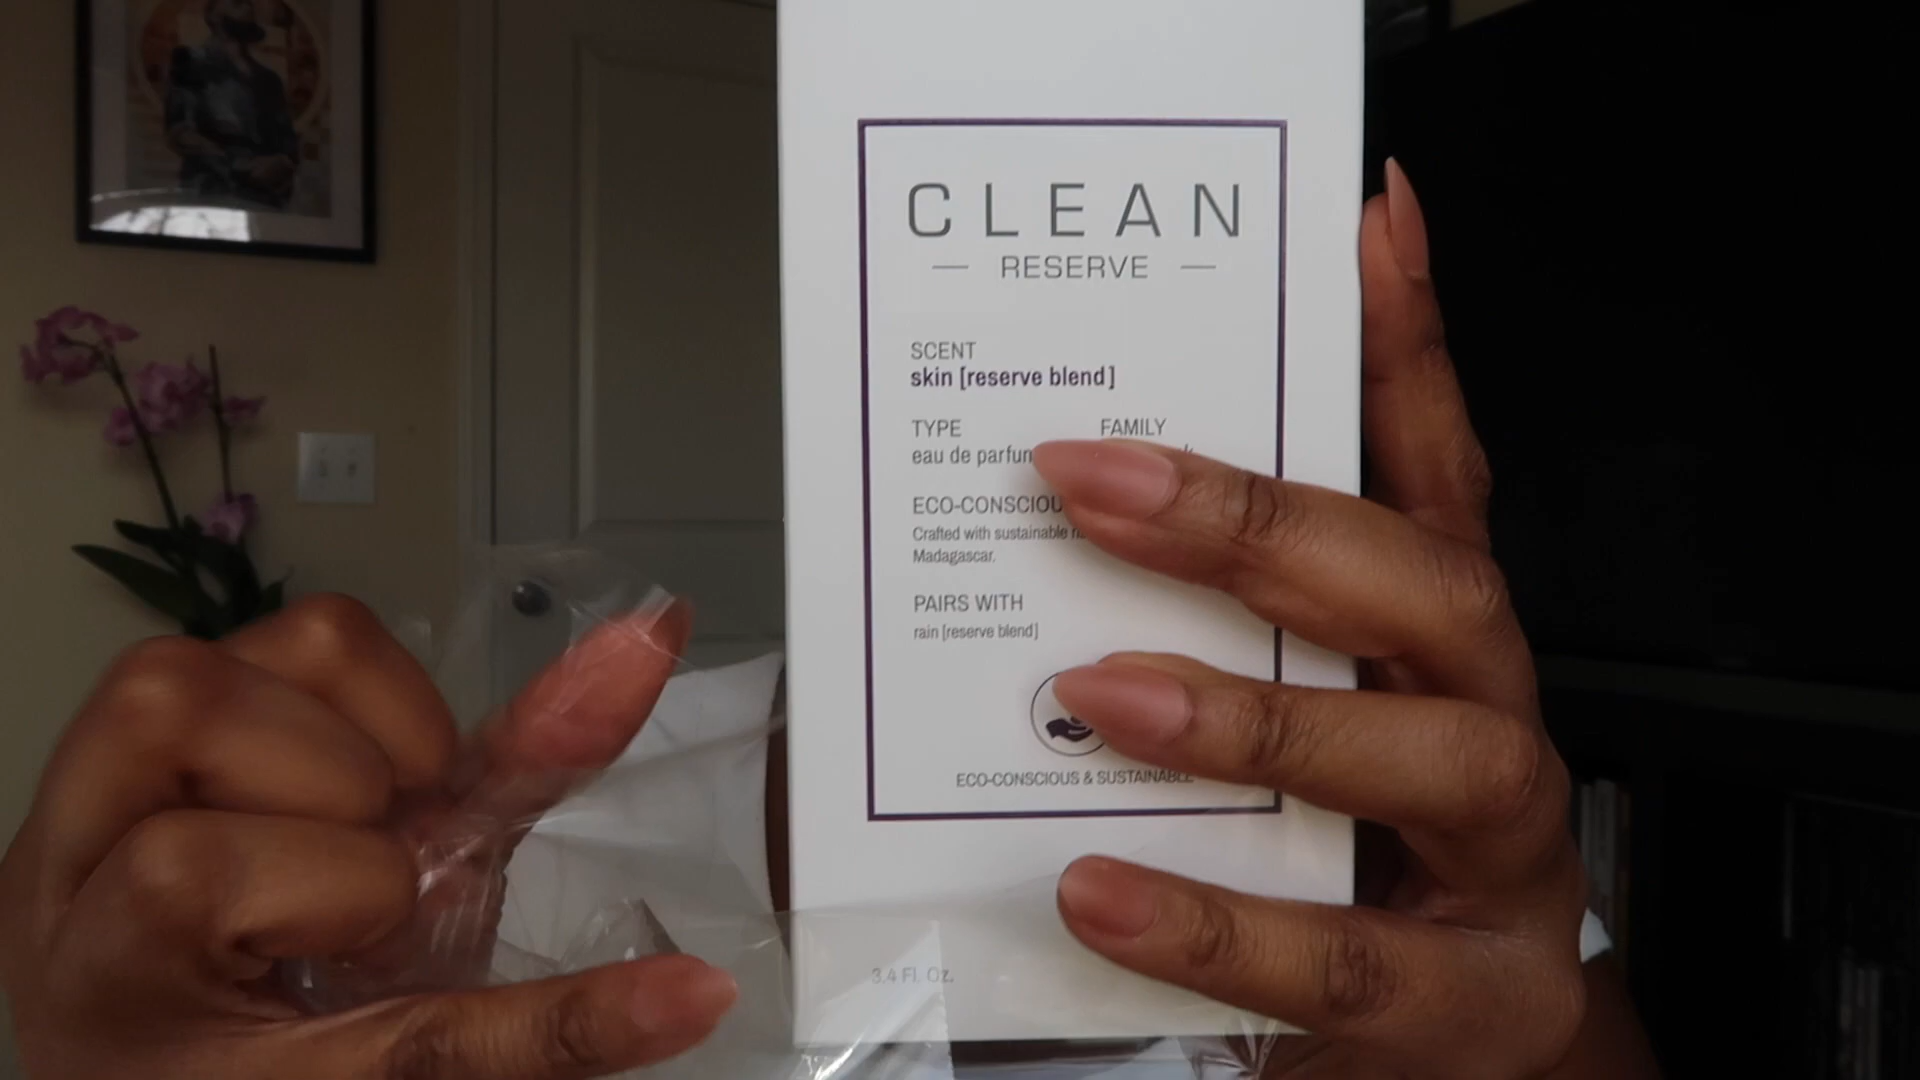 CLEAN
— RESERVE —
SCENT
skin [reserve blend]
TYPE FAMILY
eau de parfum
ECO-CONSCIOU
Crafted with sustainable
Madagascar.
PAIRS WITH
rain [reserve blend]
ECO-CONSCIOUS & SUSTAINABLE
3.4 Fl. Oz.